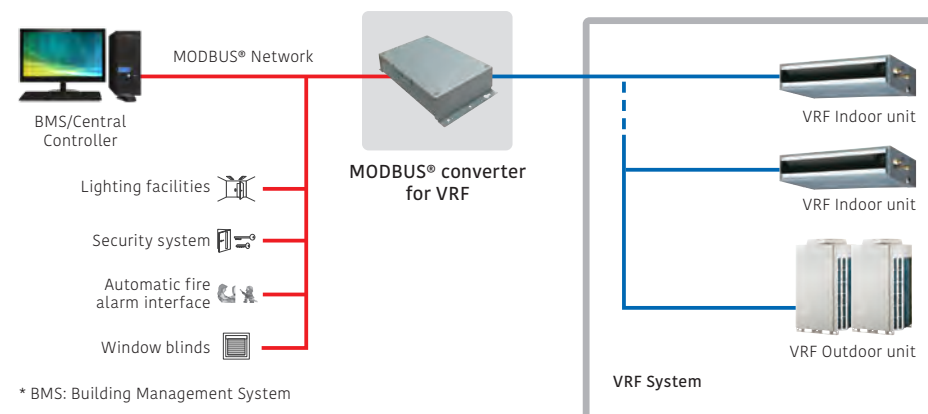 MODBUS® Network
BMS/Central
Controller
MODBUS® converter
for VRF
VRF Indoor unit
VRF Indoor unit
Lighting facilities
Security system
Automatic fire
alarm interface
Window blinds
VRF Outdoor unit
VRF System
* BMS: Building Management System